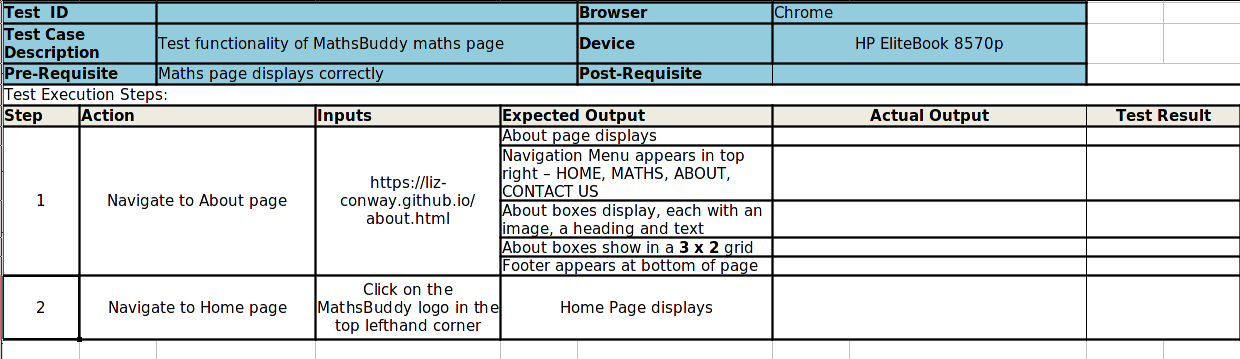 Test  ID
Browser
Chrome
Test Case
Description
Test functionality of MathsBuddy maths page
Device
HP EliteBook 8570p
Pre-Requisite
Maths page displays correctly
Post-Requisite
Test Execution Steps:
Step
Action
Inputs
Expected Output
Actual Output
Test Result
1
Navigate to About page
https://liz-
conway.github.io/
about.html
About page displays
Navigation Menu appears in top
right – HOME, MATHS, ABOUT,
CONTACT US
About boxes display, each with an
image, a heading and text
About boxes show in a 3 x 2 grid
Footer appears at bottom of page
2
Navigate to Home page
Click on the
MathsBuddy logo in the
top lefthand corner
Home Page displays